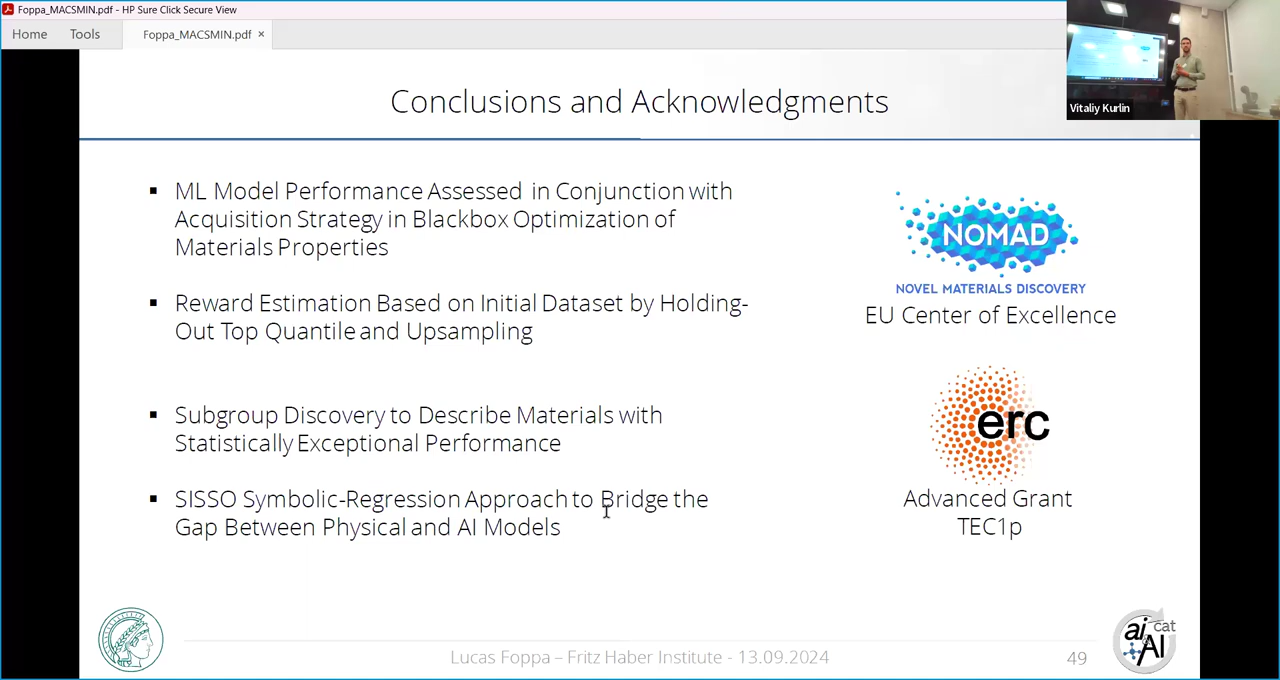 Foppa_MACSMIN.pdf - HP Sure Click Secure View
Home Tools Foppa_MACSMIN.pdf ×
Vitaliy Kurlin
Conclusions and Acknowledgments
▪ ML Model Performance Assessed in Conjunction with
Acquisition Strategy in Blackbox Optimization of
Materials Properties
▪ Reward Estimation Based on Initial Dataset by Holding-
Out Top Quantile and Upsampling
▪ Subgroup Discovery to Describe Materials with
Statistically Exceptional Performance
▪ SISSO Symbolic-Regression Approach to Bridge the
Gap Between Physical and AI Models
NOMAD
NOVEL MATERIALS DISCOVERY
EU Center of Excellence
erc
Advanced Grant
TEC1p
Lucas Foppa – Fritz Haber Institute - 13.09.2024
49
ai cat
AI